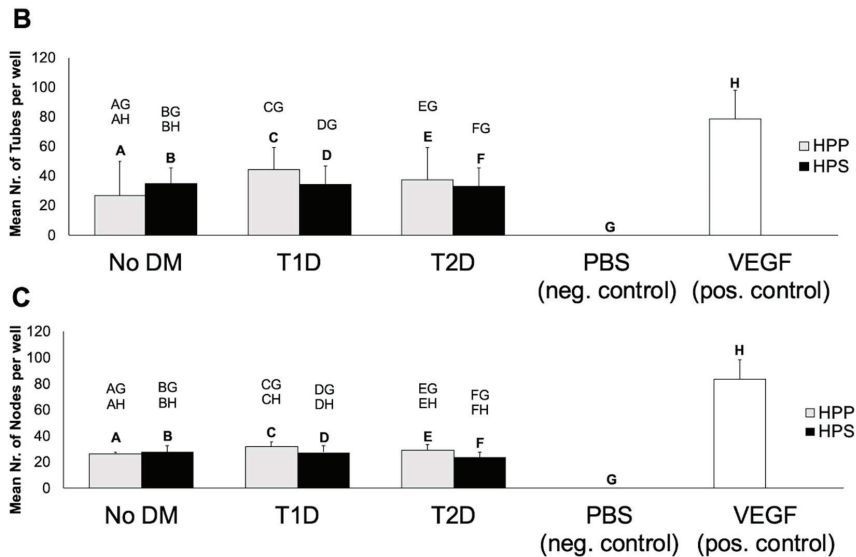 B
Mean Nr. of Tubes per well
120
100
80
60
40
20
0
AG
AH
A
BG
BH
B
CG
C
DG
D
EG
E
FG
F
G
H
HPP
HPS
No DM
T1D
T2D
PBS
(neg. control)
VEGF
(pos. control)
C
Mean Nr. of Nodes per well
120
100
80
60
40
20
0
AG
AH
A
BG
BH
B
CG
CH
C
DG
DH
D
EG
EH
E
FG
FH
F
G
H
HPP
HPS
No DM
T1D
T2D
PBS
(neg. control)
VEGF
(pos. control)